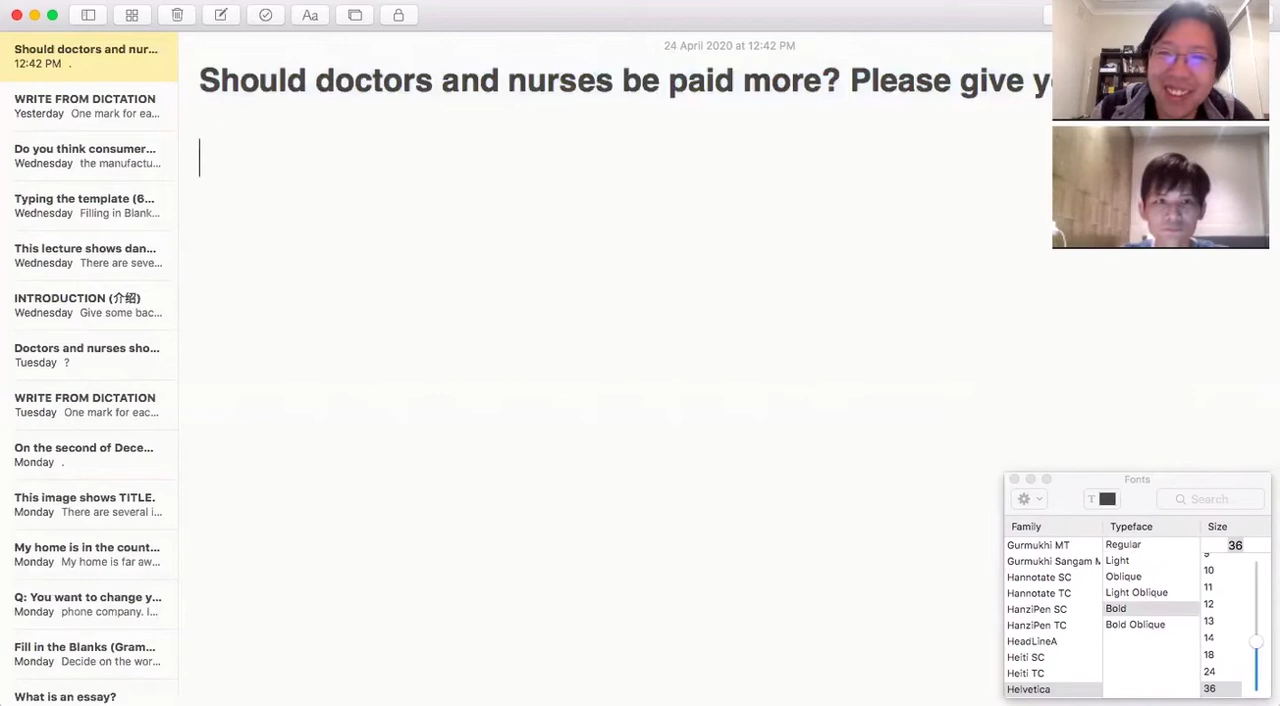 24 April 2020 at 12:42 PM
Should doctors and nurses be paid more? Please give
Should doctors and nur...
12:42 PM .
WRITE FROM DICTATION
Yesterday One mark for ea...
Do you think consumer...
Wednesday the manufactu...
Typing the template (6...
Wednesday Filling in Blank...
This lecture shows dan...
Wednesday There are seve...
INTRODUCTION (介绍)
Wednesday Give some bac...
Doctors and nurses sho...
Tuesday ?
WRITE FROM DICTATION
Tuesday One mark for each...
On the second of Dece...
Monday .
This image shows TITLE.
Monday There are several i...
My home is in the count...
Monday My home is far aw...
Q: You want to change y...
Monday phone company. I...
Fill in the Blanks (Gram...
Monday Decide on the wor...
What is an essay?
Aa
Fonts
T
Search...
Family Typeface Size
Gurmukhi MT Regular 36
Gurmukhi Sangam M Light 9
Hannotate SC Oblique 10
Hannotate TC Light Oblique 11
HanziPen SC Bold 12
HanziPen TC Bold Oblique 13
HeadLineA 14
Heiti SC 18
Heiti TC 24
Helvetica 36